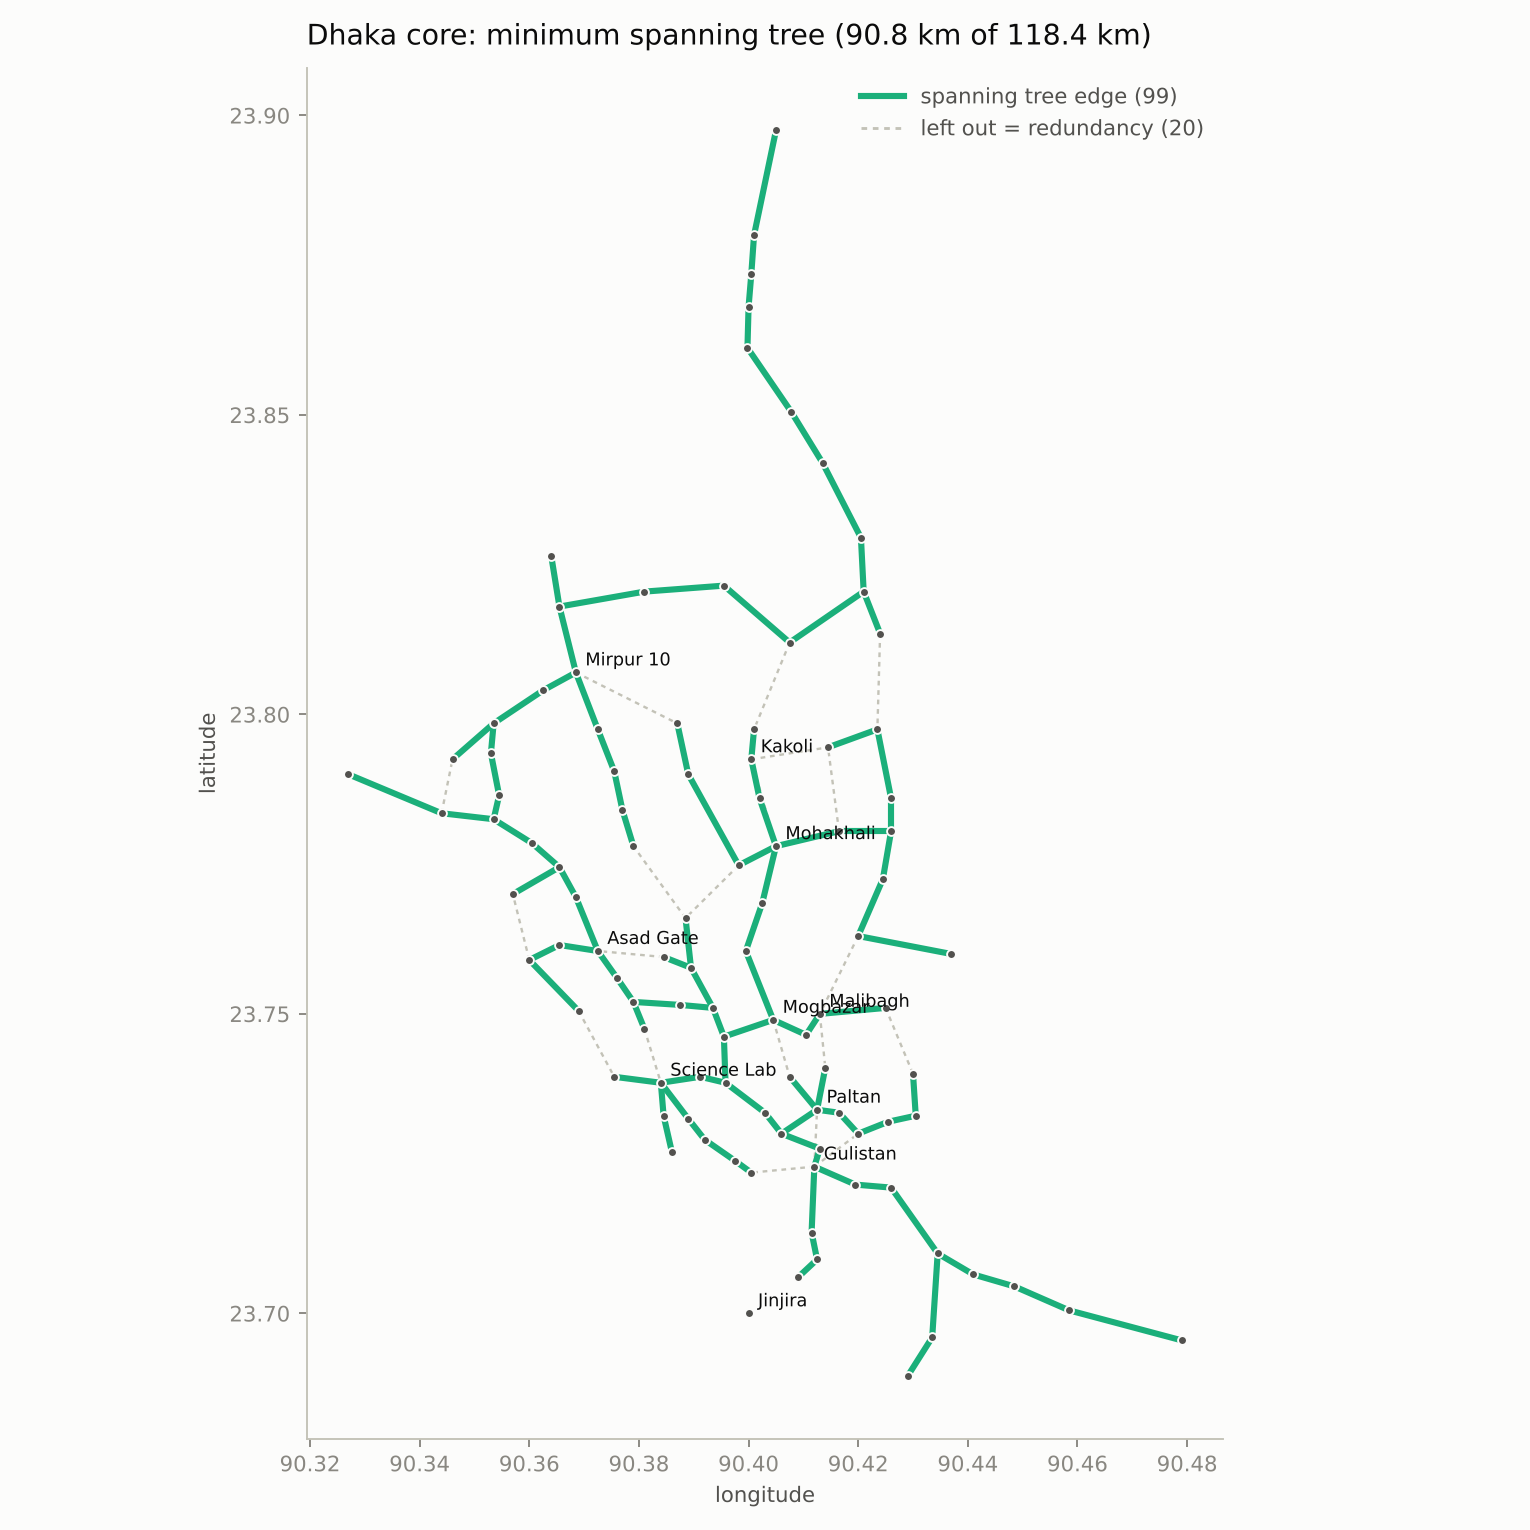 Dhaka core: minimum spanning tree (90.8 km of 118.4 km)
spanning tree edge (99)
left out = redundancy (20)
23.90
23.85
23.80
23.75
23.70
latitude
Mirpur 10
Kakoli
Mohakhali
Asad Gate
Malibagh
Mogbazar
Science Lab
Paltan
Gulistan
Jinjira
90.32 90.34 90.36 90.38 90.40 90.42 90.44 90.46 90.48
longitude